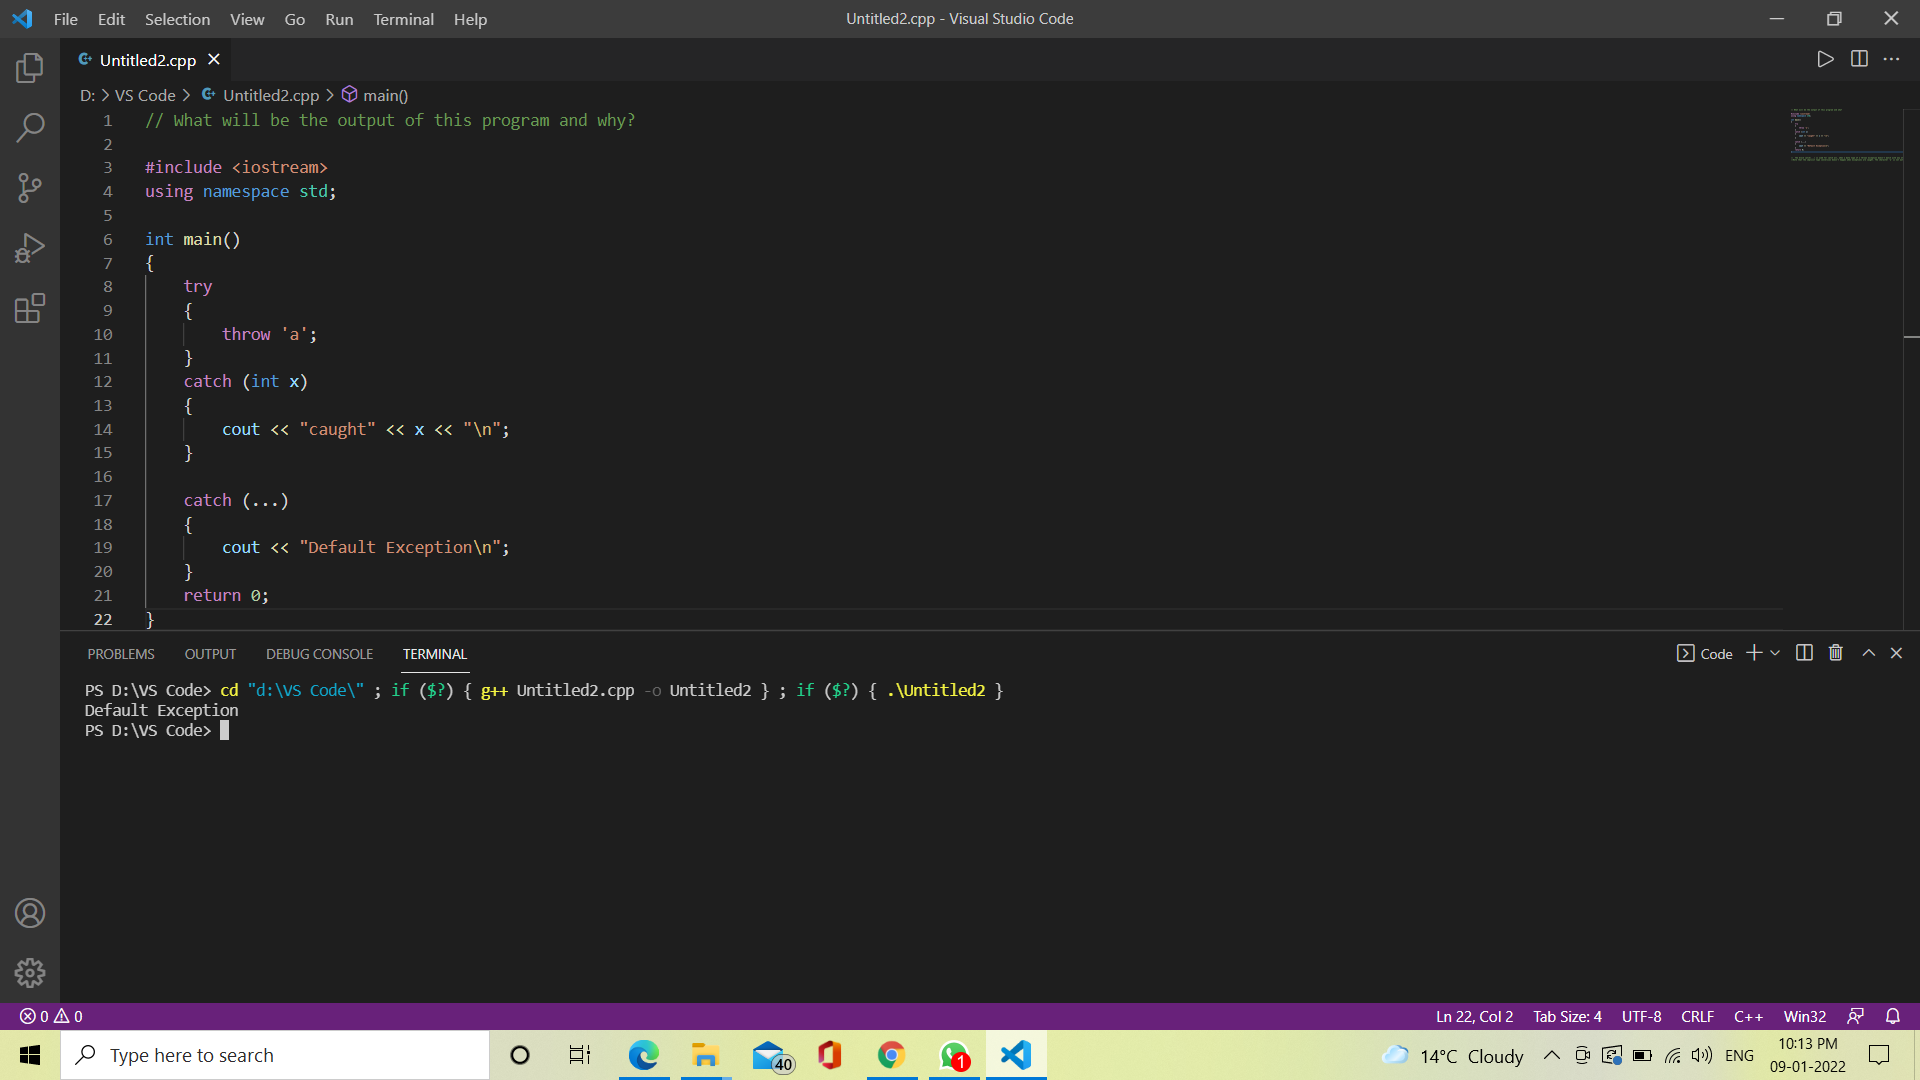 File Edit Selection View Go Run Terminal Help
Untitled2.cpp - Visual Studio Code
Untitled2.cpp
D: > VS Code > Untitled2.cpp > main()
1 // What will be the output of this program and why?
2
3 #include <iostream>
4 using namespace std;
5
6 int main()
7 {
8 try
9 {
10 throw 'a';
11 }
12 catch (int x)
13 {
14 cout << "caught" << x << "\n";
15 }
16
17 catch (...)
18 {
19 cout << "Default Exception\n";
20 }
21 return 0;
22 }
PROBLEMS OUTPUT DEBUG CONSOLE TERMINAL
Code
PS D:\VS Code> cd "d:\VS Code\" ; if ($?) { g++ Untitled2.cpp -o Untitled2 } ; if ($?) { .\Untitled2 }
Default Exception
PS D:\VS Code>
0 0
Ln 22, Col 2 Tab Size: 4 UTF-8 CRLF C++ Win32
Type here to search
40
1
14°C Cloudy
ENG
10:13 PM
09-01-2022